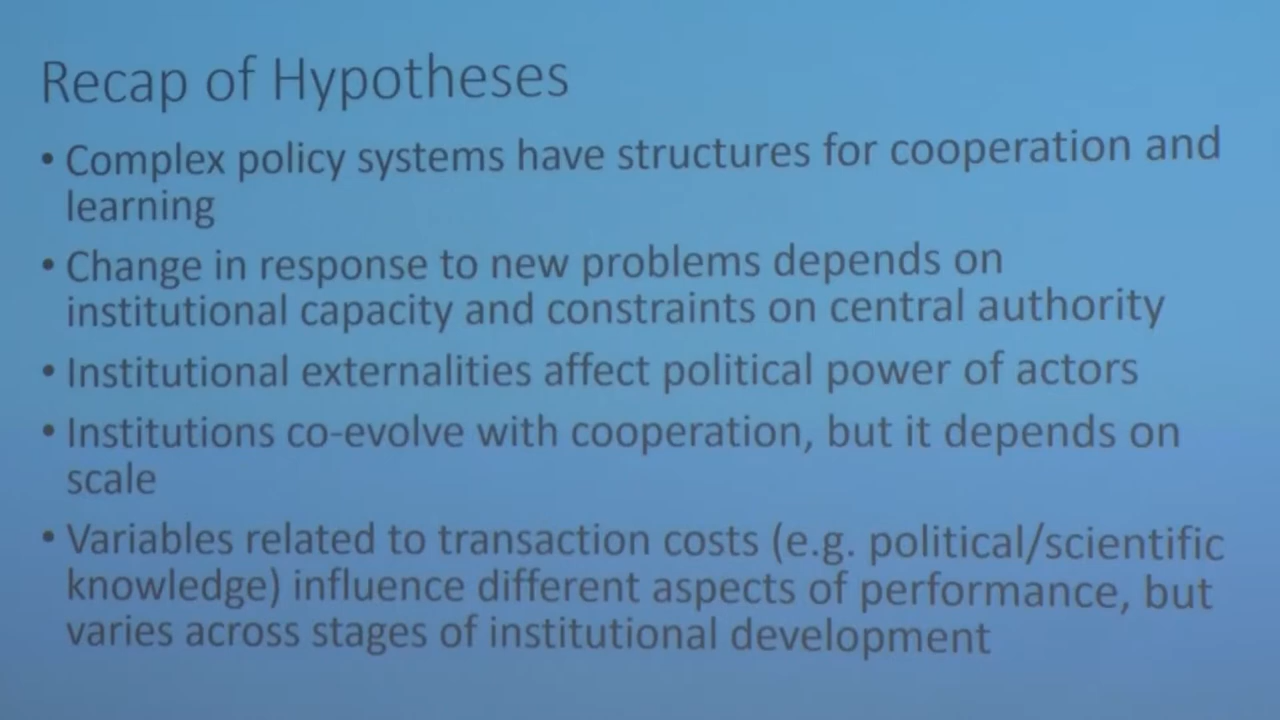 Recap of Hypotheses
• Complex policy systems have structures for cooperation and
learning
• Change in response to new problems depends on
institutional capacity and constraints on central authority
• Institutional externalities affect political power of actors
• Institutions co-evolve with cooperation, but it depends on
scale
• Variables related to transaction costs (e.g. political/scientific
knowledge) influence different aspects of performance, but
varies across stages of institutional development